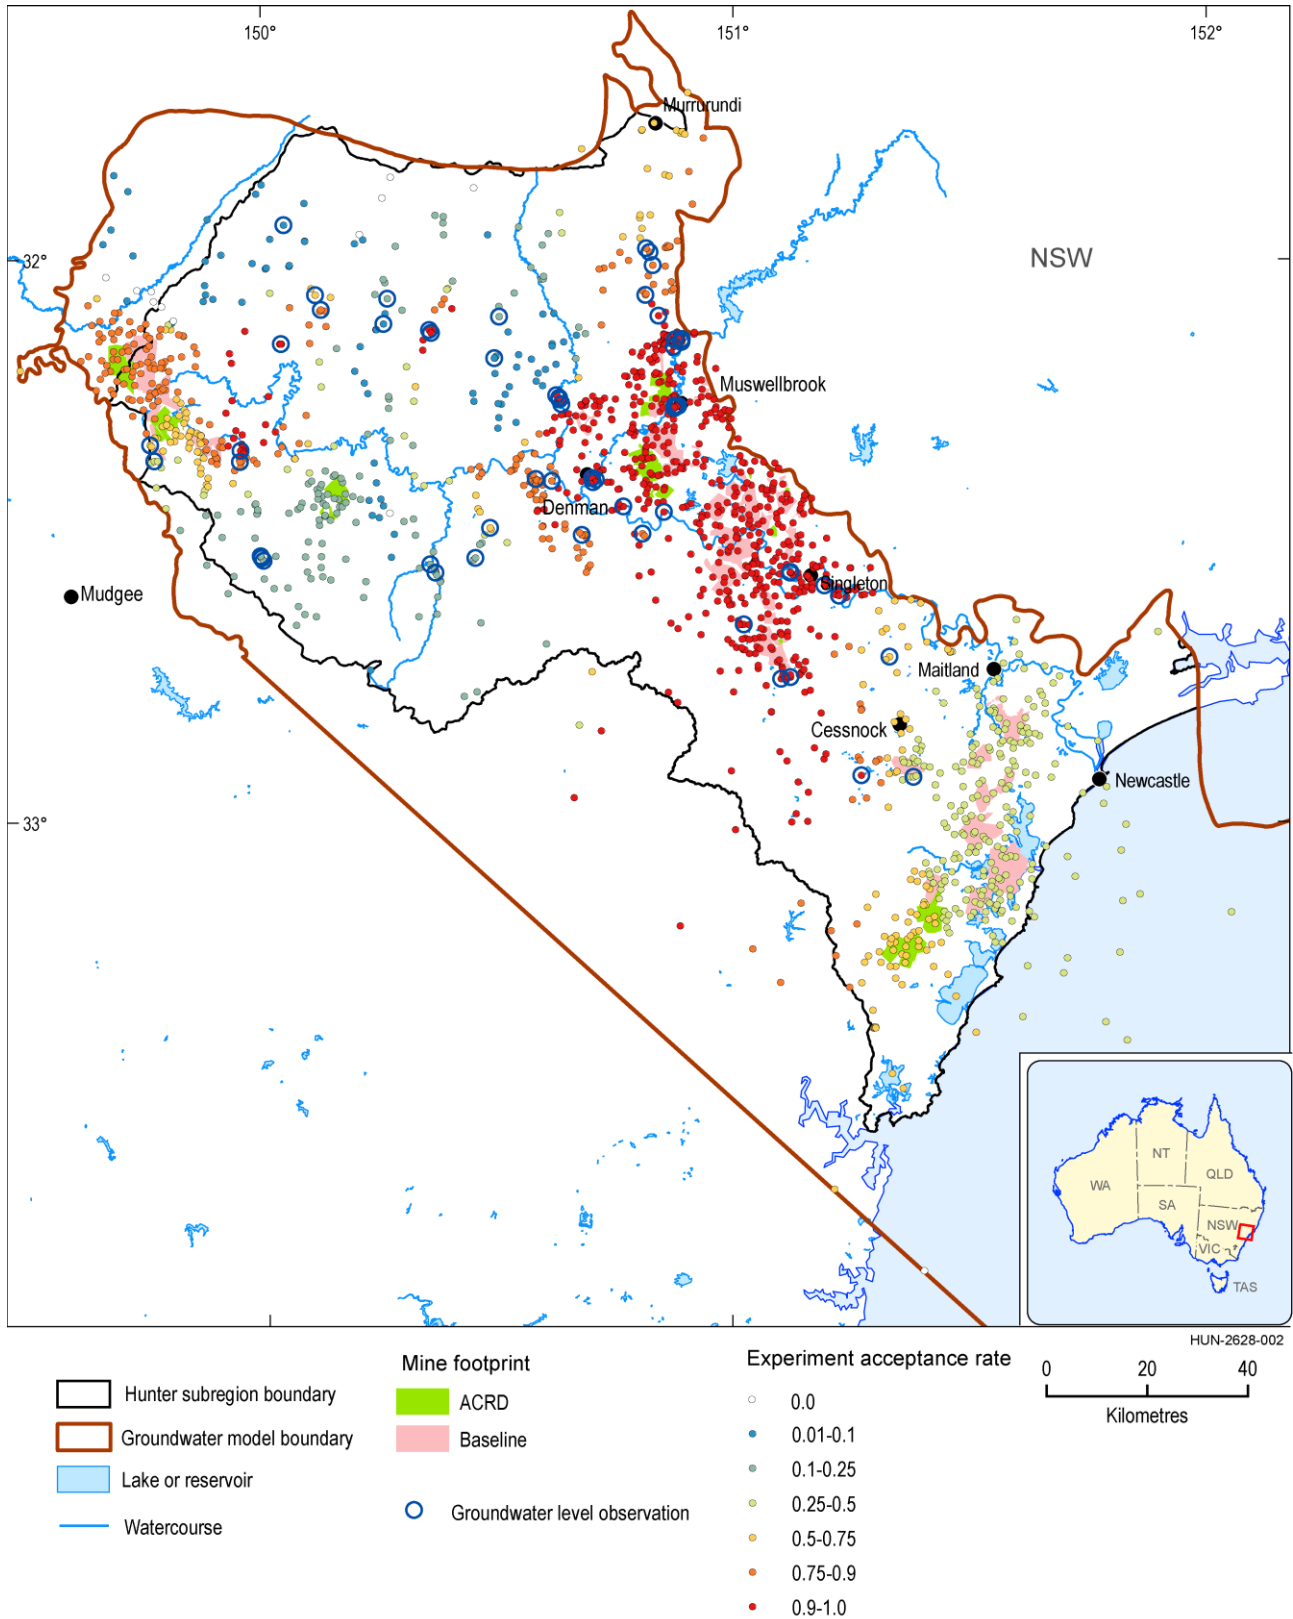 150°
151°
152°
Murrurundi
32°
NSW
Muswellbrook
Denman
Singleton
Mudgee
Maitland
Cessnock
Newcastle
33°
NT
QLD
WA
SA
NSW
VIC
TAS
HUN-2628-002
Mine footprint
Experiment acceptance rate
0 20 40
Kilometres
Hunter subregion boundary
ACRD
0.0
Groundwater model boundary
Baseline
0.01-0.1
Lake or reservoir
0.1-0.25
Groundwater level observation
0.25-0.5
Watercourse
0.5-0.75
0.75-0.9
0.9-1.0